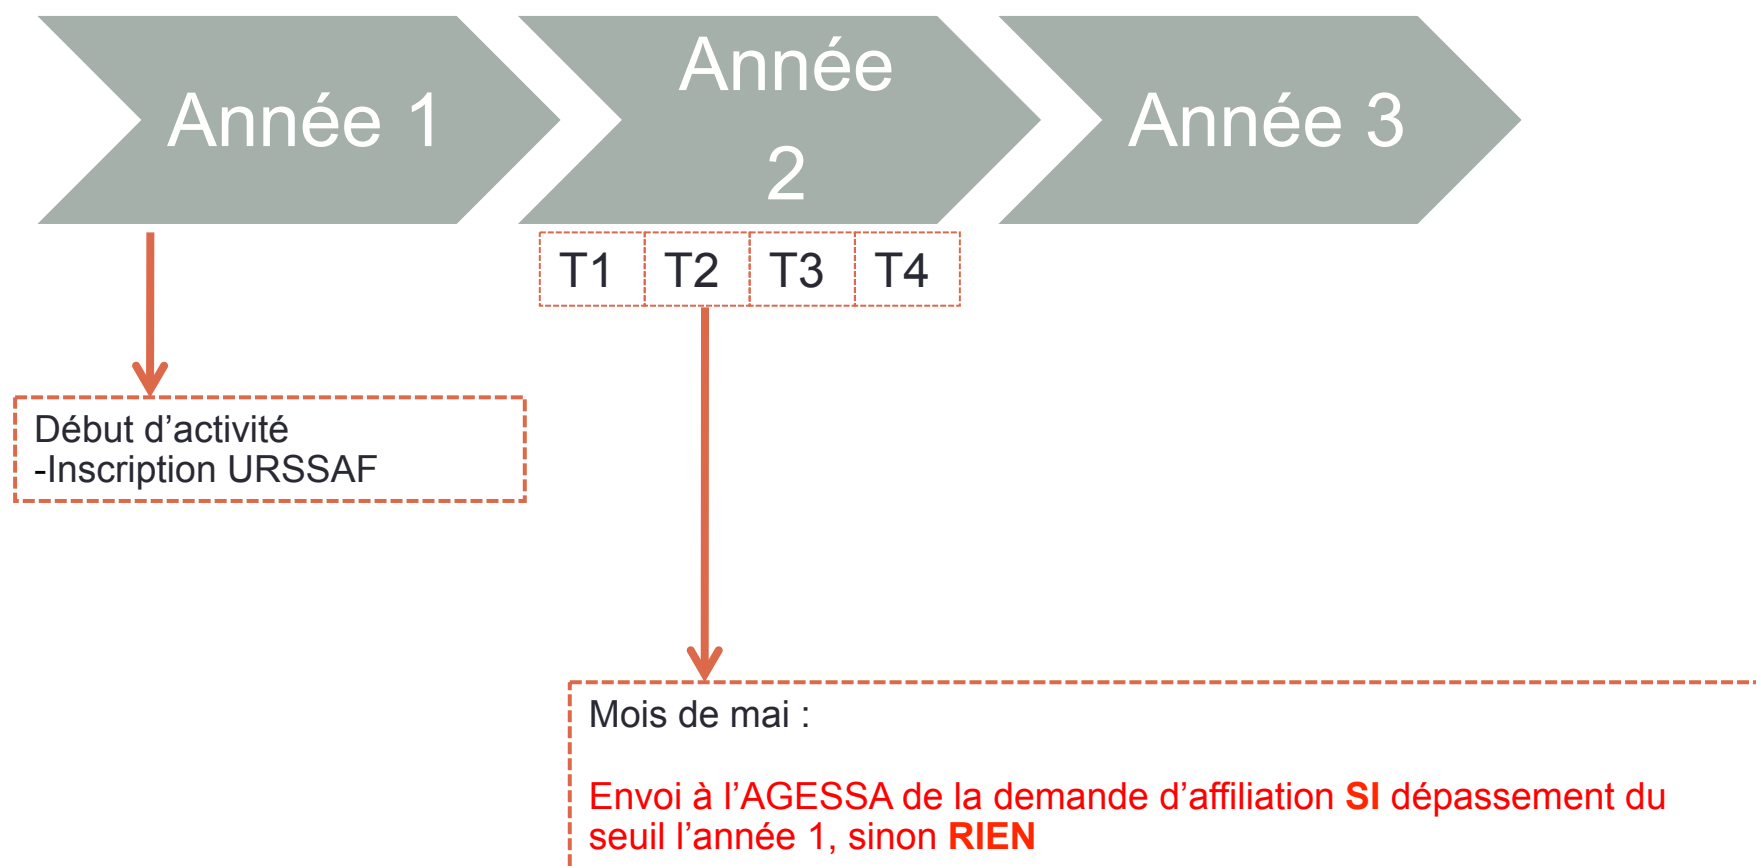 Année 1
Année
2
Année 3
T1 T2 T3 T4
Début d’activité
-Inscription URSSAF
Mois de mai :
Envoi à l’AGESSA de la demande d’affiliation SI dépassement du
seuil l’année 1, sinon RIEN